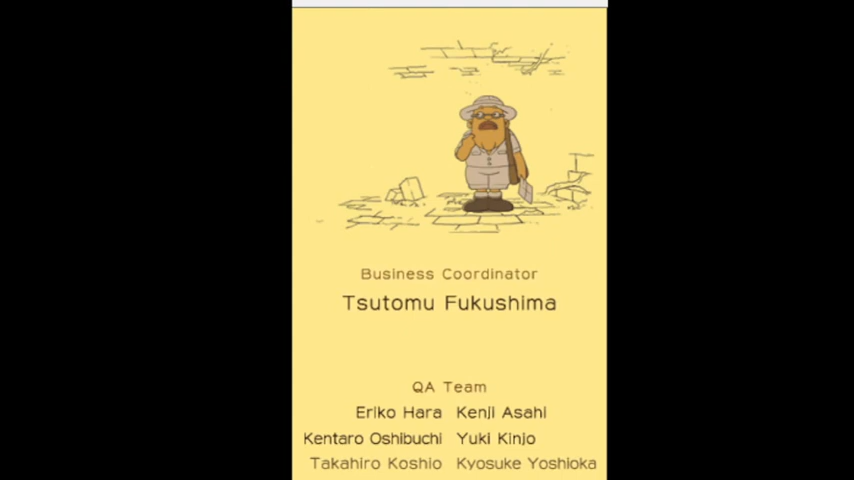 Business Coordinator
Tsutomu Fukushima
QA Team
Eriko Hara Kenji Asahi
Kentaro Oshibuchi Yuki Kinjo
Takahiro Koshio Kyosuke Yoshioka